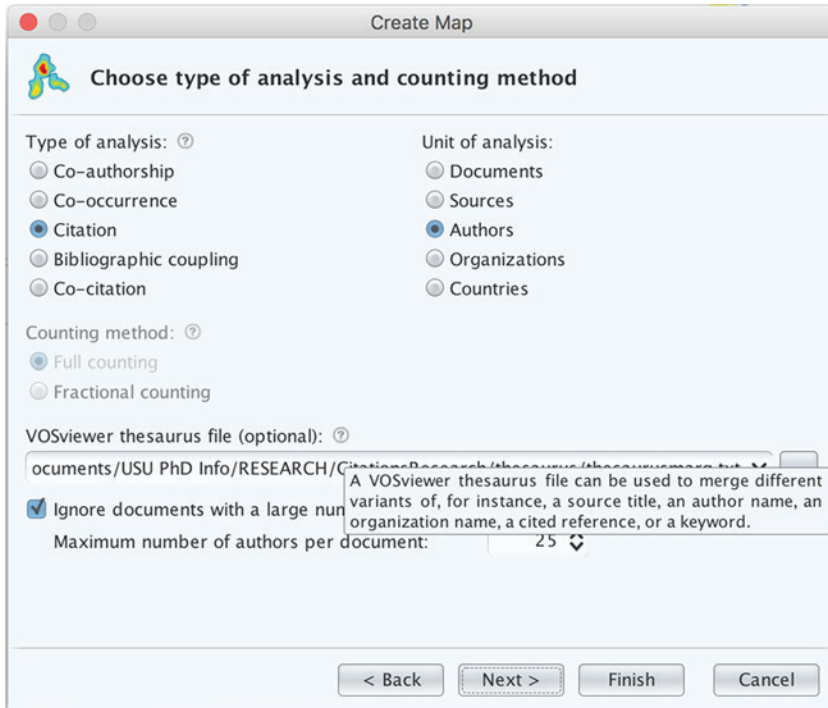 Create Map
Choose type of analysis and counting method
Type of analysis: ?
Co-authorship
Co-occurrence
Citation
Bibliographic coupling
Co-citation
Unit of analysis:
Documents
Sources
Authors
Organizations
Countries
Counting method: ?
Full counting
Fractional counting
VOSviewer thesaurus file (optional): ?
ocuments/USU PhD Info/RESEARCH/CitationsResearch/thesaurus/thesaurusmarg.txt
A VOSviewer thesaurus file can be used to merge different
variants of, for instance, a source title, an author name, an
organization name, a cited reference, or a keyword.
Ignore documents with a large
Maximum number of authors per document: 25
< Back Next > Finish Cancel